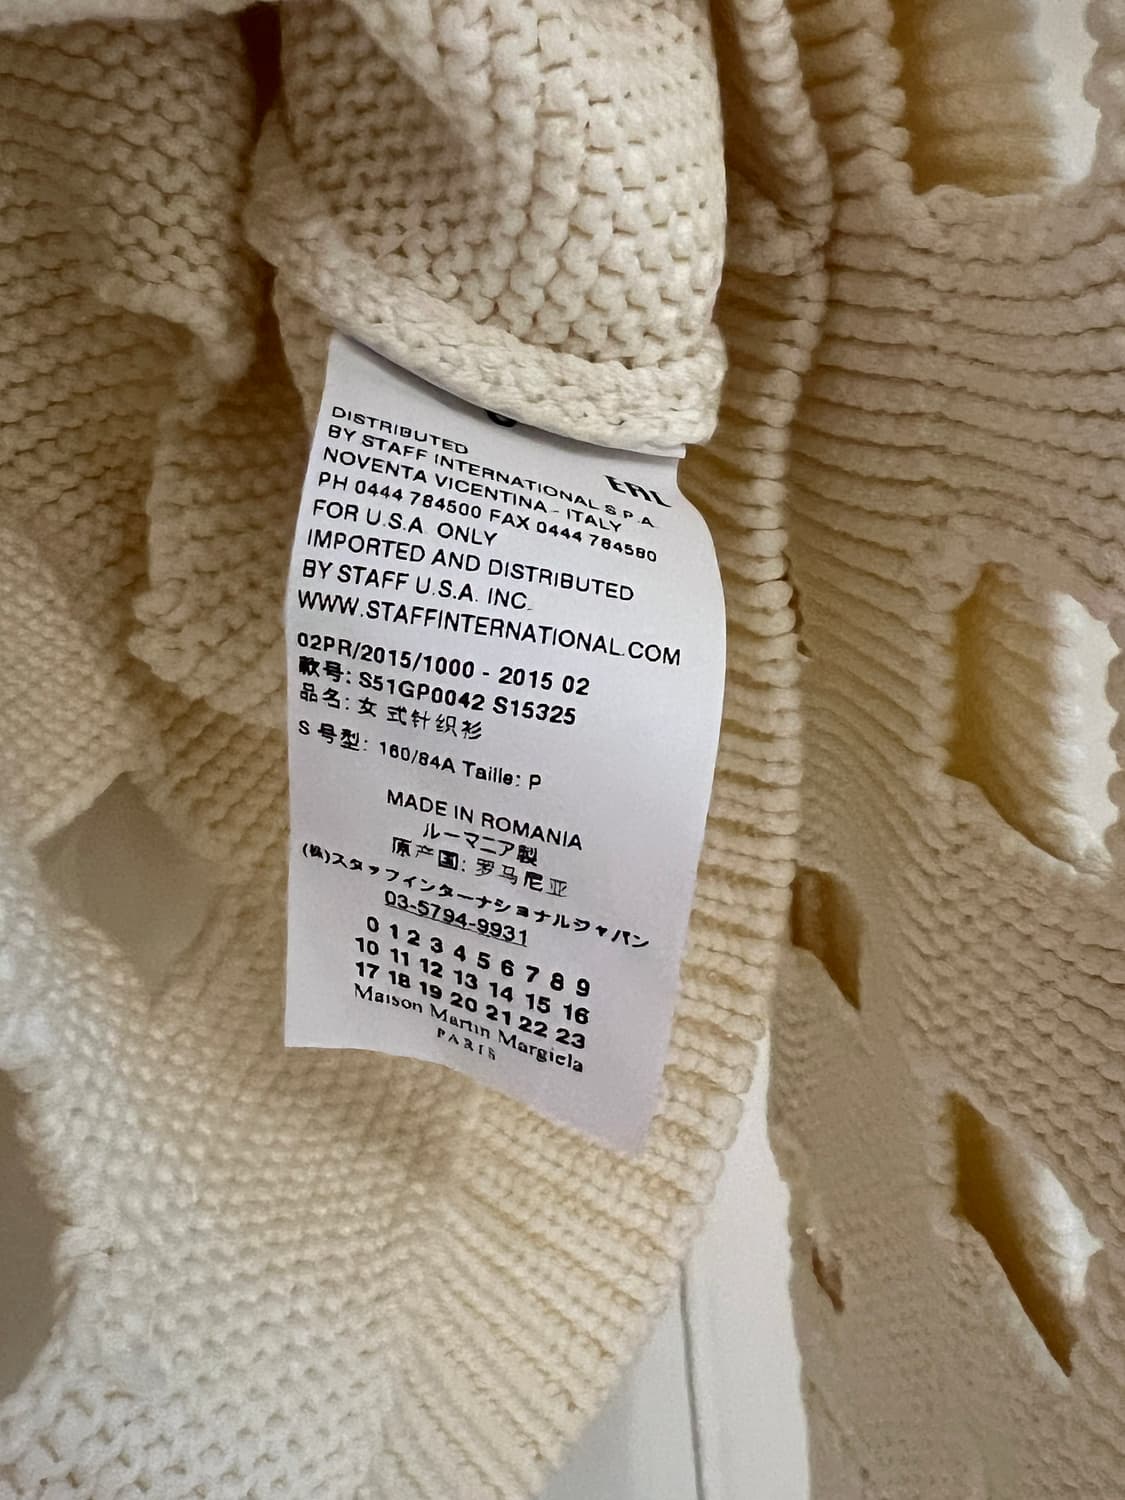 DISTRIBUTED
BY STAFF INTERNATIONAL S.P.A.
NOVENTA VICENTINA - ITALY
PH 0444 784500 FAX 0444 784580
FOR U.S.A. ONLY
IMPORTED AND DISTRIBUTED
BY STAFF U.S.A. INC.
WWW.STAFFINTERNATIONAL.COM
02PR/2015/1000 - 2015 02
款号: S51GP0042 S15325
品名: 女式针织衫
S 号型: 160/84A Taille: P
MADE IN ROMANIA
ルーマニア製
原产国: 罗马尼亚
(株)スタッフインターナショナルジャパン
03-5794-9931
0 1 2 3 4 5 6 7 8 9
10 11 12 13 14 15 16
17 18 19 20 21 22 23
Maison Martin Margiela
PARIS